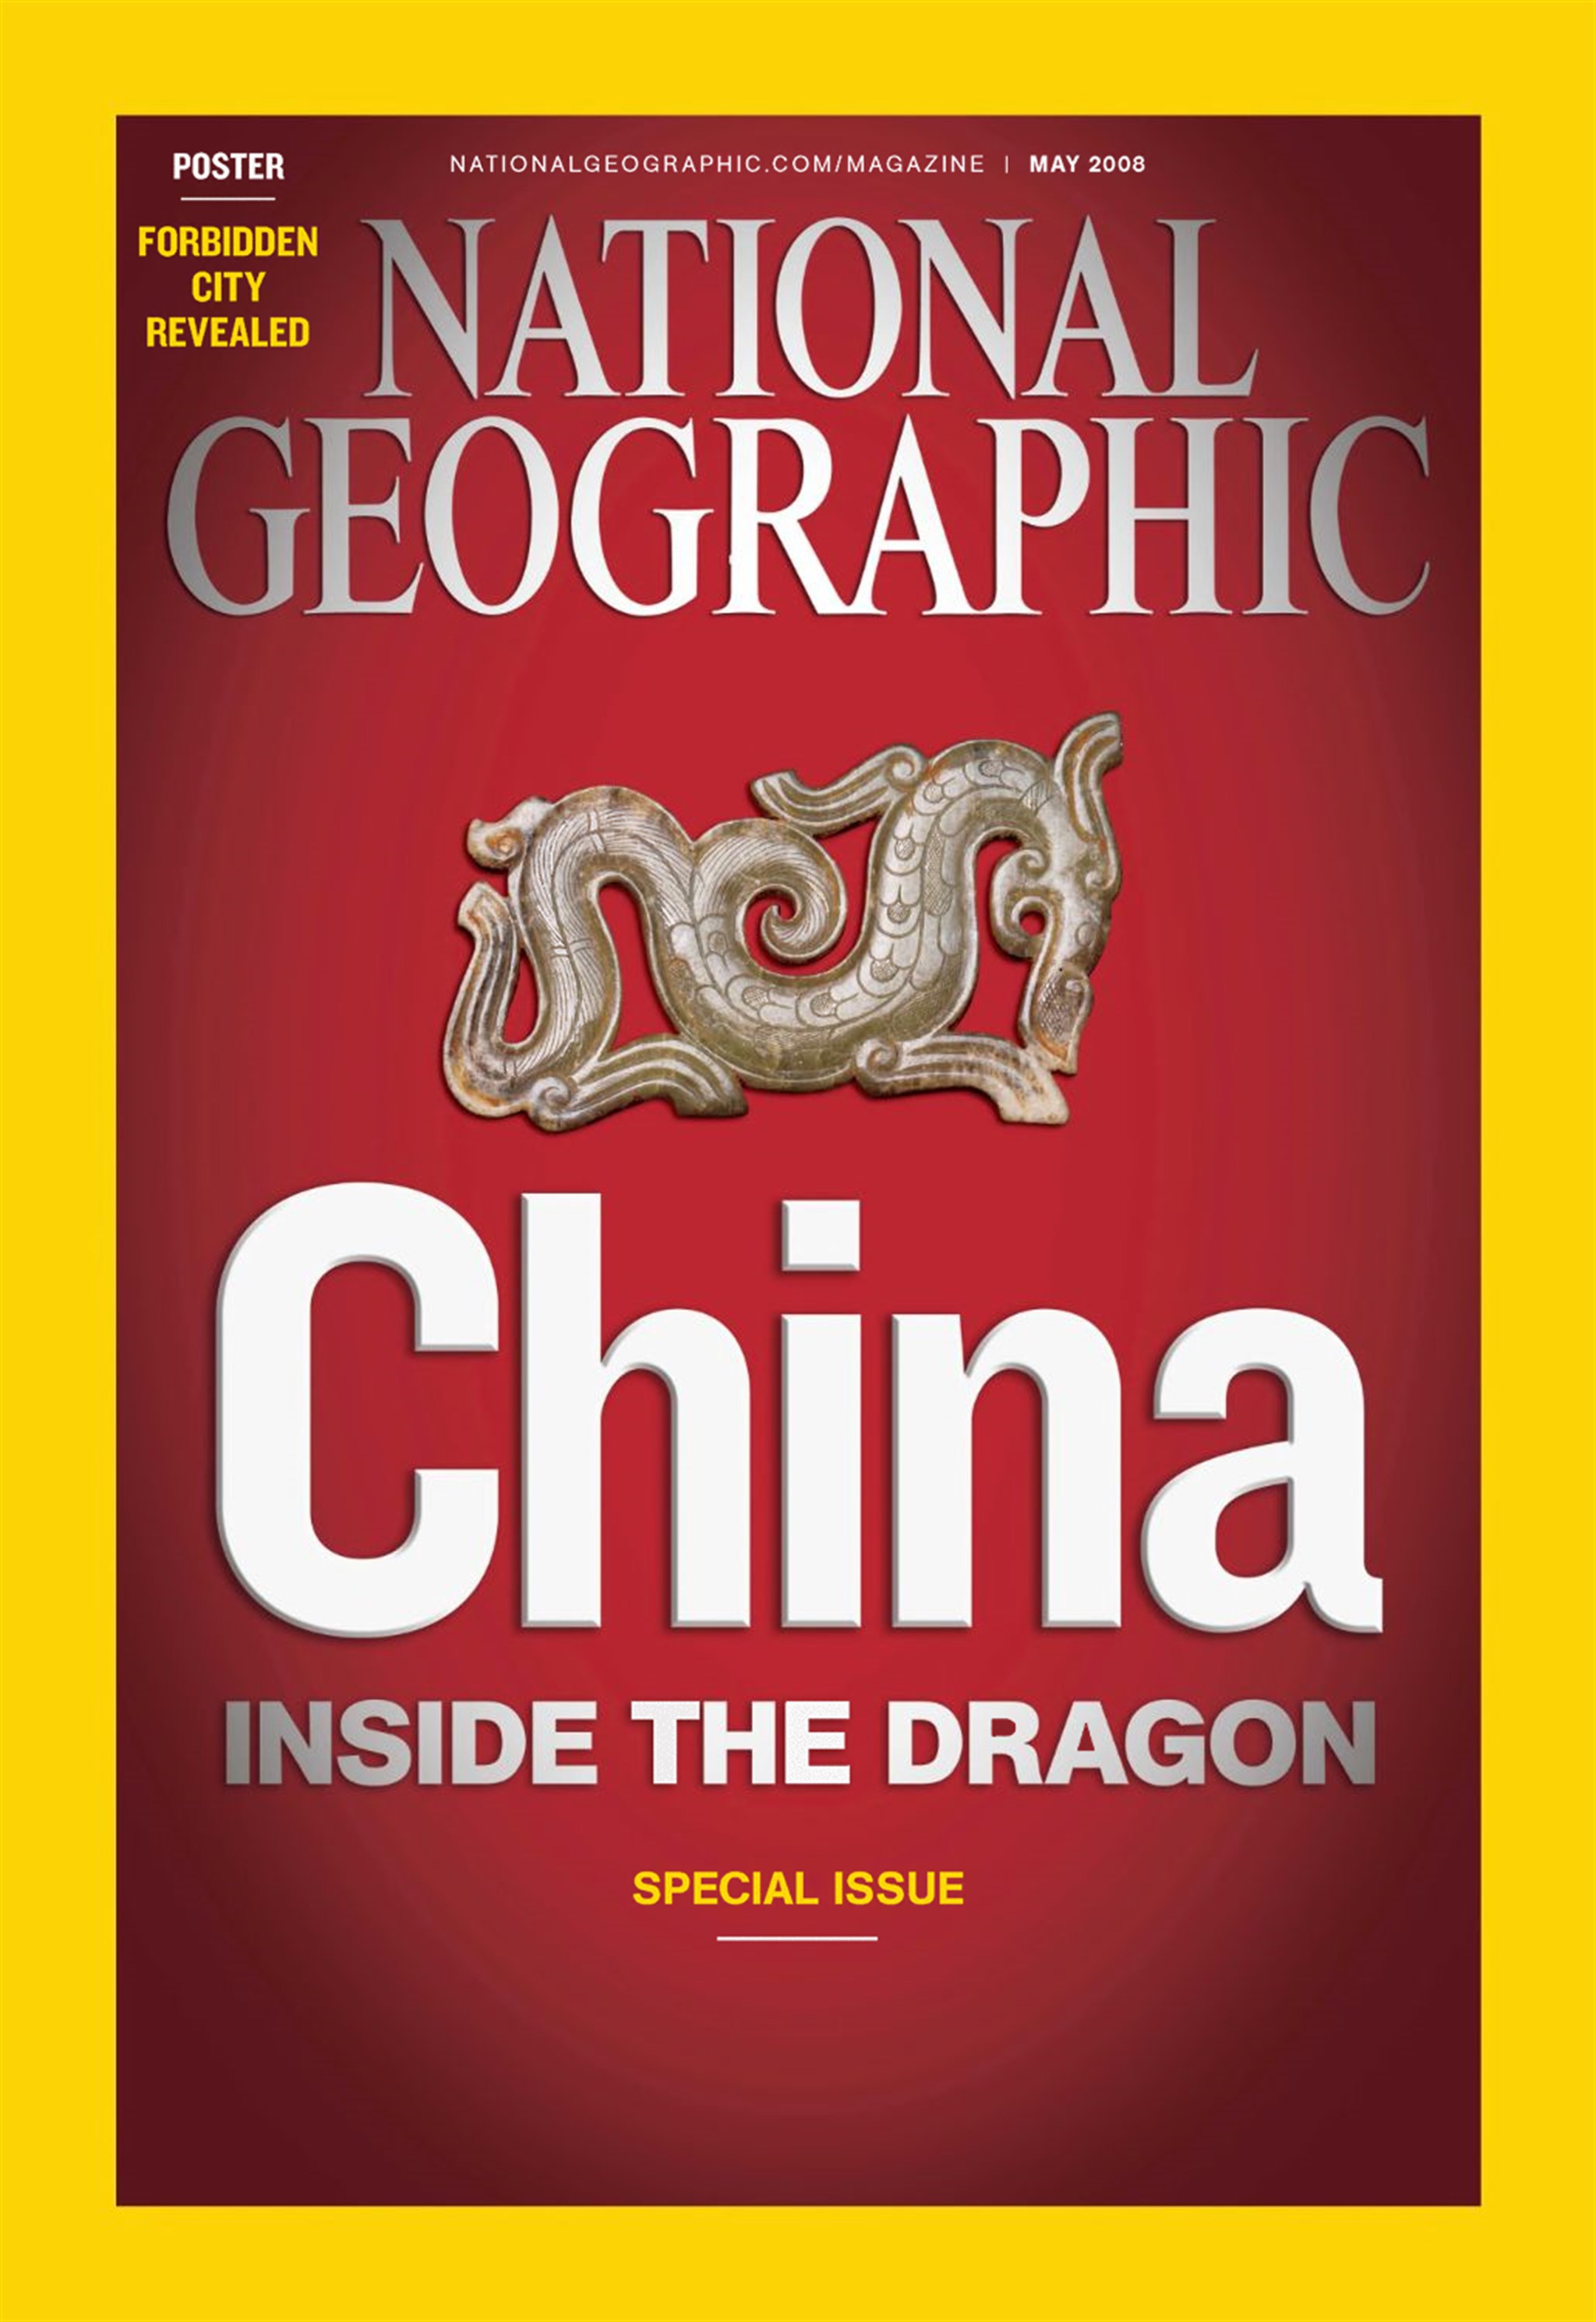 POSTER
FORBIDDEN
CITY
REVEALED
NATIONALGEOGRAPHIC.COM/MAGAZINE | MAY 2008
NATIONAL
GEOGRAPHIC
China
INSIDE THE DRAGON
SPECIAL ISSUE